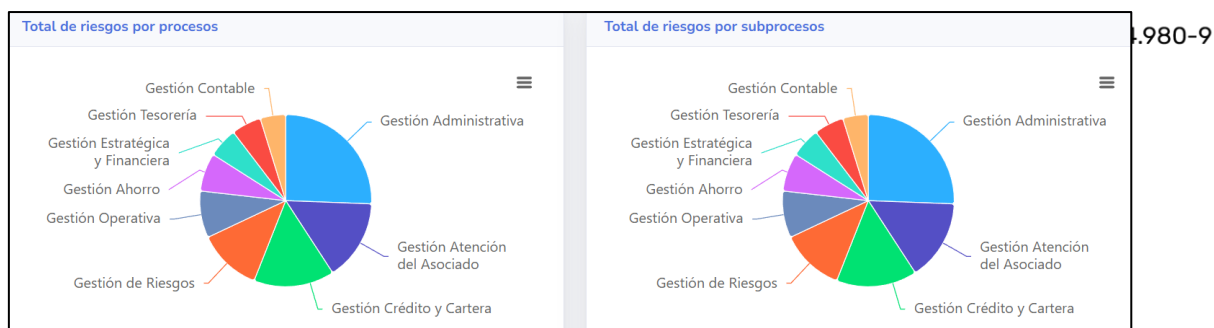 Total de riesgos por procesos
Gestión Contable
Gestión Tesorería
Gestión Estratégica
y Financiera
Gestión Ahorro
Gestión Operativa
Gestión de Riesgos
Gestión Administrativa
Gestión Atención
del Asociado
Gestión Crédito y Cartera
Total de riesgos por subprocesos
Gestión Contable
Gestión Tesorería
Gestión Estratégica
y Financiera
Gestión Ahorro
Gestión Operativa
Gestión de Riesgos
Gestión Administrativa
Gestión Atención
del Asociado
Gestión Crédito y Cartera
.980-9